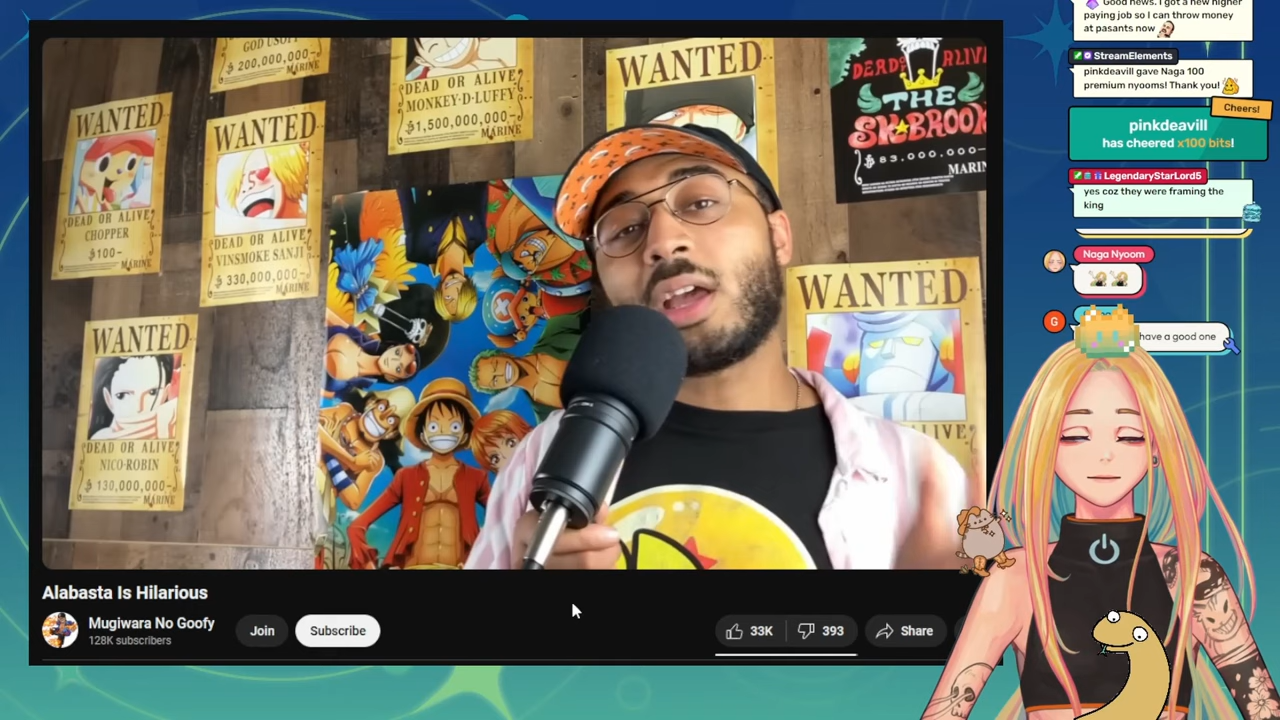 GOD USOPP
$ 200,000,000-
MARINE
DEAD OR ALIVE
MONKEY·D·LUFFY
$1,500,000,000-
MARINE
WANTED
DEAD ALIVE
THE
$ 83,000,000-
MARIN
WANTED
DEAD OR ALIVE
CHOPPER
$100-
MARINE
WANTED
DEAD OR ALIVE
VINSMOKE SANJI
$ 330,000,000-
MARINE
WANTED
WANTED
DEAD OR ALIVE
NICO·ROBIN
$ 130,000,000-
MARINE
Alabasta Is Hilarious
Mugiwara No Goofy
128K subscribers
Join
Subscribe
33K
393
Share
Good news. I got a new higher
paying job so I can throw money
at pasants now
StreamElements
pinkdeavill gave Naga 100
premium nyooms! Thank you!
Cheers!
pinkdeavill
has cheered x100 bits!
LegendaryStarLord5
yes coz they were framing the
king
Naga Nyoom
G
have a good one